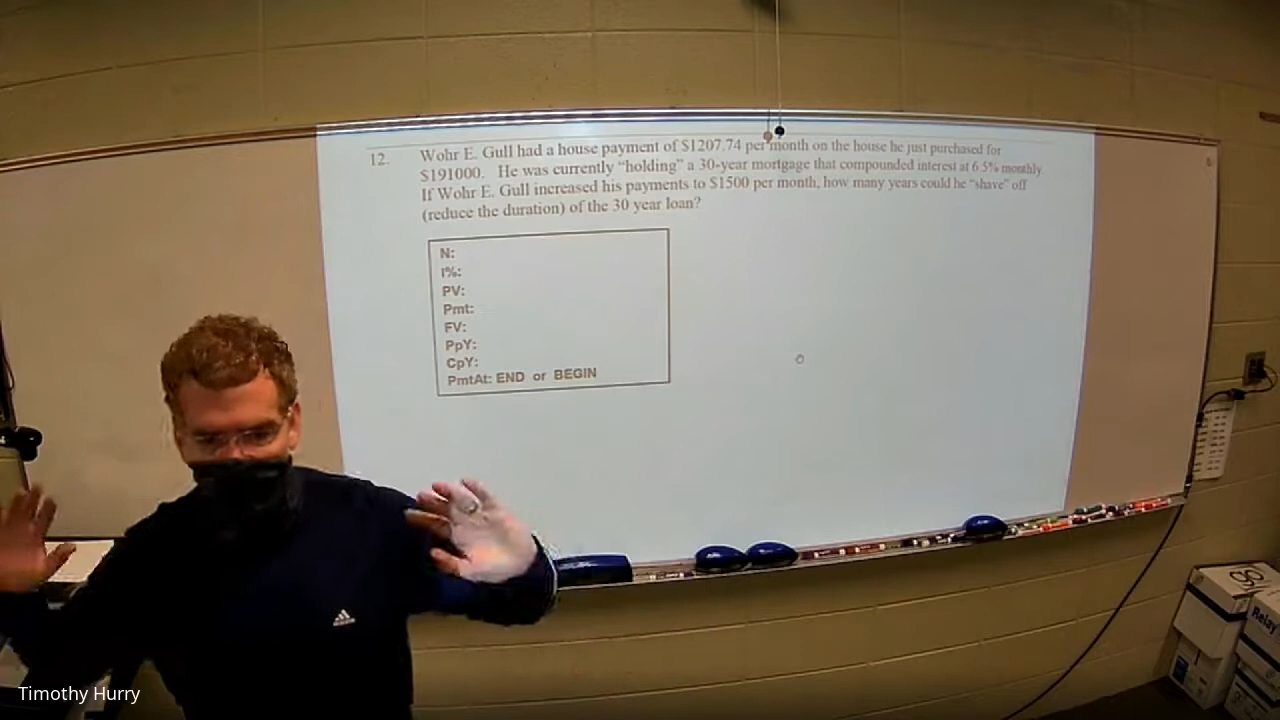 12. Wohr E. Gull had a house payment of $1207.74 per month on the house he just purchased for
$191000. He was currently “holding” a 30-year mortgage that compounded interest at 6.5% monthly.
If Wohr E. Gull increased his payments to $1500 per month, how many years could he “shave” off
(reduce the duration) of the 30 year loan?
N:
I%:
PV:
Pmt:
FV:
PpY:
CpY:
PmtAt: END or BEGIN
Relay
Timothy Hurry